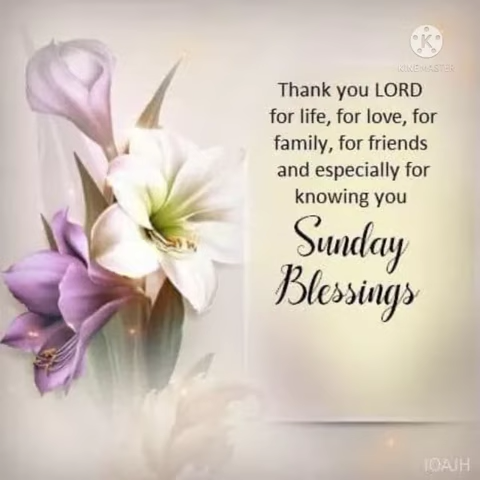 KINEMASTER
Thank you LORD
for life, for love, for
family, for friends
and especially for
knowing you
Sunday
Blessings
IOAJH